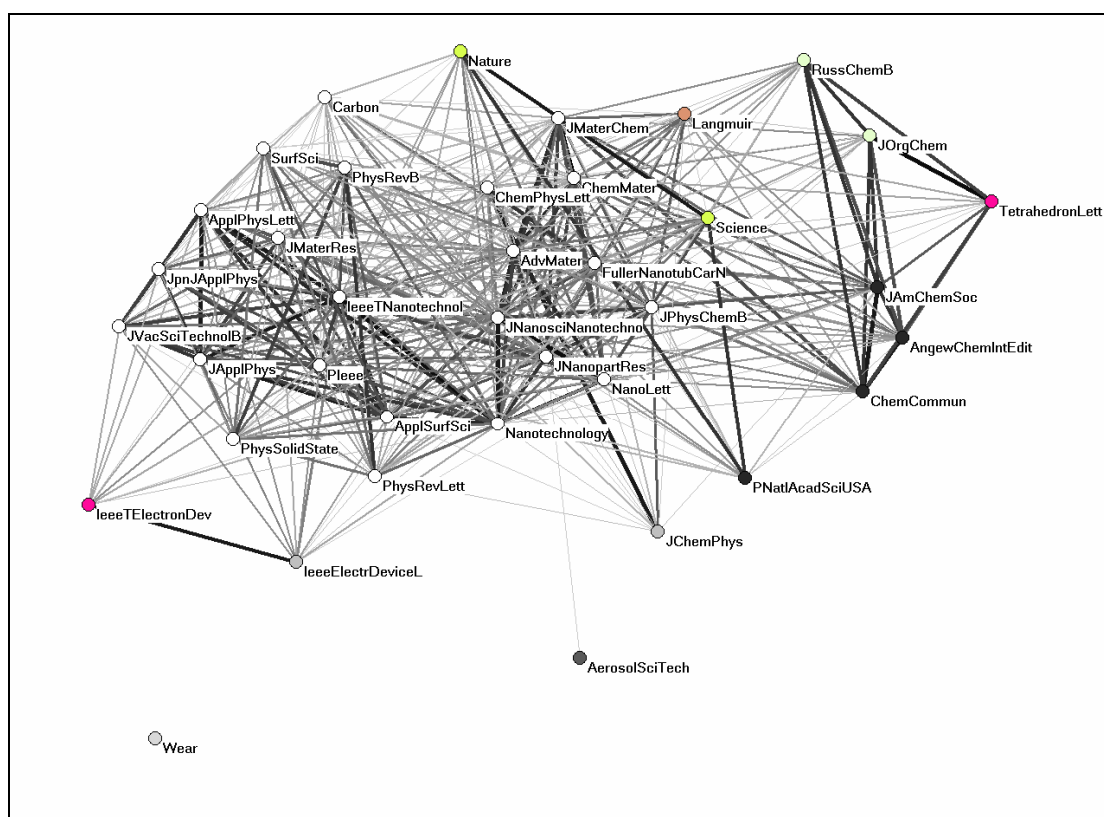 Nature
RussChemB
Carbon
Langmuir
JMaterChem
JOrgChem
SurfSci
PhysRevB
ChemMater
ChemPhysLett
TetrahedronLett
ApplPhysLett
Science
JMaterRes
AdvMater
FullerNanotubCarN
JpnJApplPhys
JAmChemSoc
IeeeTNanotechnol
JPhysChemB
JNanosciNanotechno
JVacSciTechnolB
AngewChemIntEdit
JApplPhys
PIeee
JNanopartRes
NanoLett
ChemCommun
ApplSurfSci
Nanotechnology
PhysSolidState
PhysRevLett
PNatlAcadSciUSA
IeeeTElectronDev
JChemPhys
IeeeElectrDeviceL
AerosolSciTech
Wear